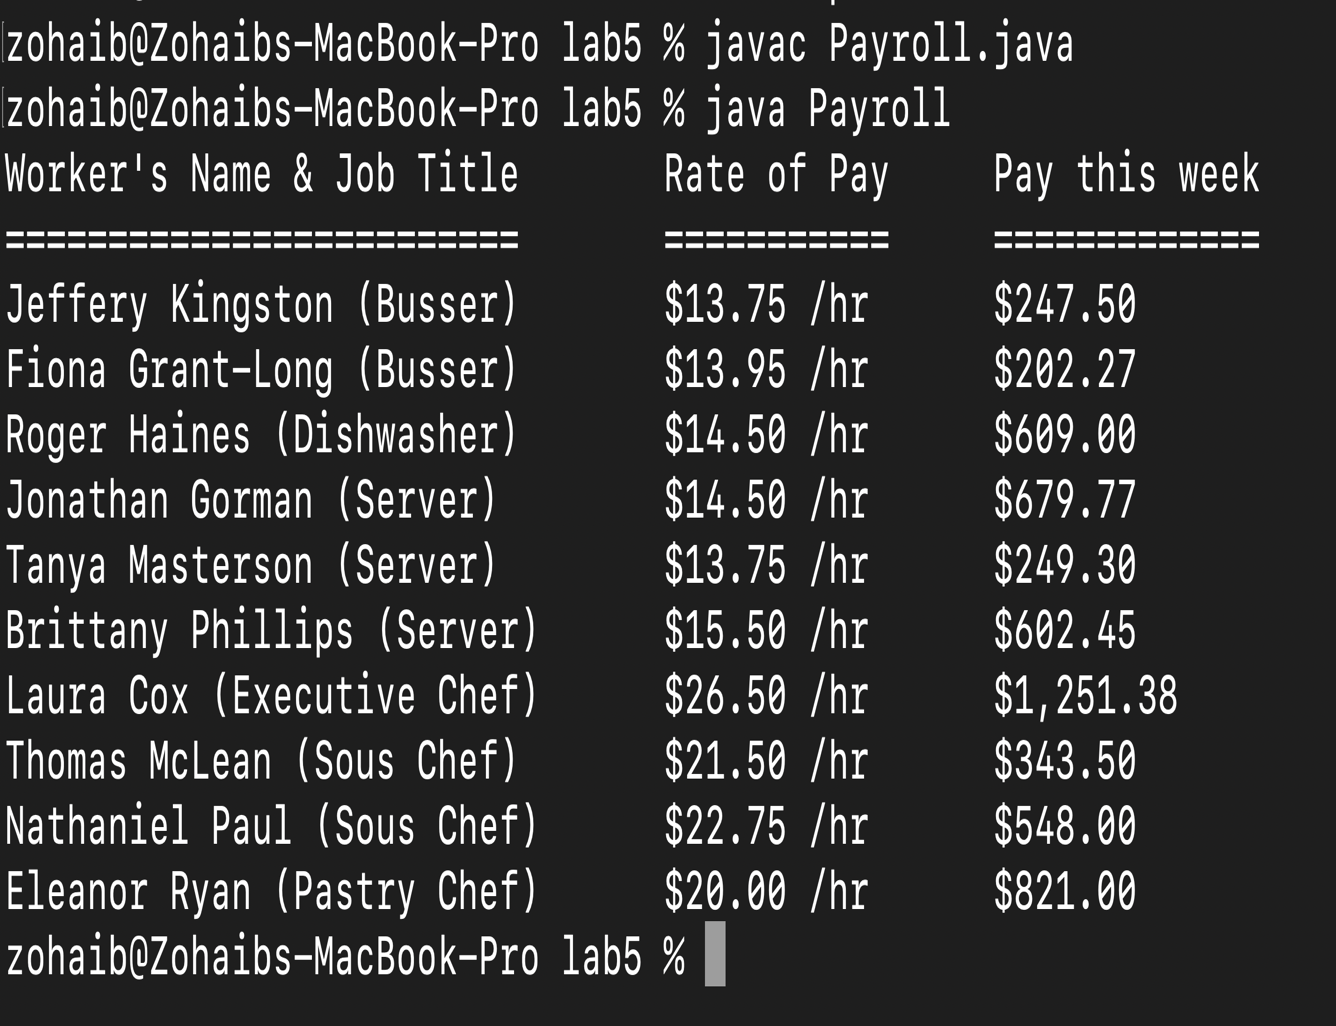 zohaib@Zohaibs-MacBook-Pro lab5 % javac Payroll.java
zohaib@Zohaibs-MacBook-Pro lab5 % java Payroll
Worker's Name & Job Title       Rate of Pay     Pay this week
=========================       ===========     =============
Jeffery Kingston (Busser)       $13.75 /hr      $247.50
Fiona Grant-Long (Busser)       $13.95 /hr      $202.27
Roger Haines (Dishwasher)       $14.50 /hr      $609.00
Jonathan Gorman (Server)        $14.50 /hr      $679.77
Tanya Masterson (Server)        $13.75 /hr      $249.30
Brittany Phillips (Server)      $15.50 /hr      $602.45
Laura Cox (Executive Chef)      $26.50 /hr      $1,251.38
Thomas McLean (Sous Chef)       $21.50 /hr      $343.50
Nathaniel Paul (Sous Chef)      $22.75 /hr      $548.00
Eleanor Ryan (Pastry Chef)      $20.00 /hr      $821.00
zohaib@Zohaibs-MacBook-Pro lab5 %